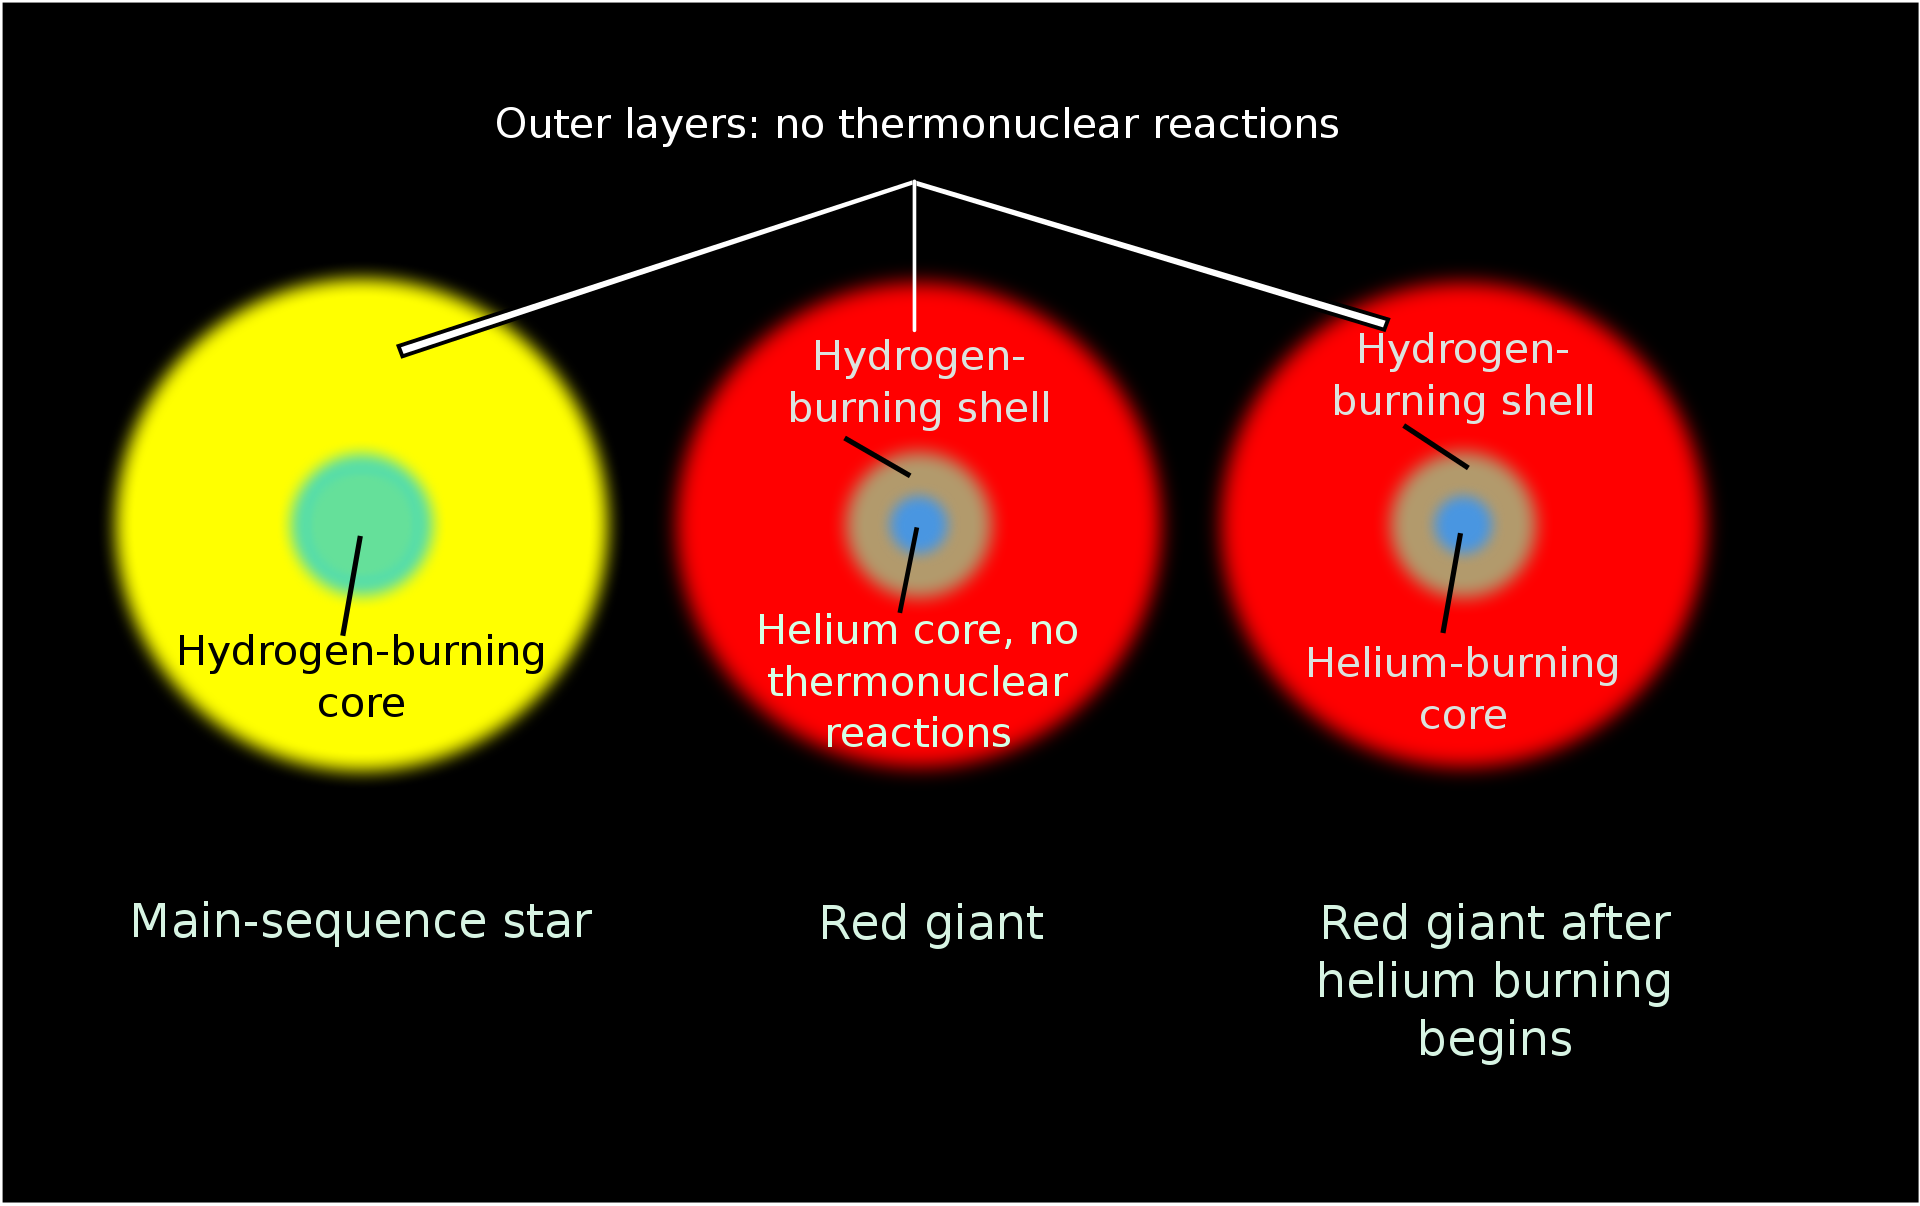 Outer layers: no thermonuclear reactions
Hydrogen-burning
core
Hydrogen-
burning shell
Helium core, no
thermonuclear
reactions
Hydrogen-
burning shell
Helium-burning
core
Main-sequence star
Red giant
Red giant after
helium burning
begins